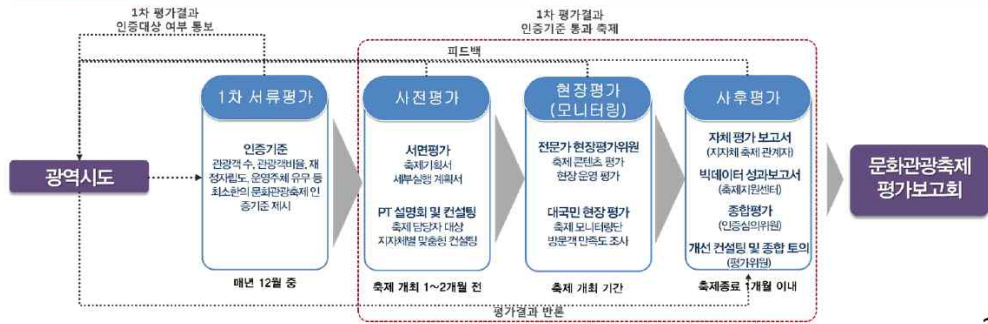 1차 평가결과
인증대상 여부 통보
1차 평가결과
인증기준 통과 축제
피드백
광역시도
1차 서류평가
인증기준
관광객 수, 관광객비율, 재
정자립도, 운영주체 유무 등
최소한의 문화관광축제 인
증기준 제시
매년 12월 중
사전평가
서면평가
축제기획서
세부실행 계획서
PT 설명회 및 컨설팅
축제 담당자 대상
지자체별 맞춤형 컨설팅
축제 개최 1~2개월 전
현장평가
(모니터링)
전문가 현장평가위원
축제 콘텐츠 평가
현장 운영 평가
대국민 현장 평가
축제 모니터링단
방문객 만족도 조사
축제 개최 기간
사후평가
자체 평가 보고서
(지자체 축제 관계자)
빅데이터 성과보고서
(축제지원센터)
종합평가
(인증심의위원)
개선 컨설팅 및 종합 토의
(평가위원)
축제종료 1개월 이내
평가결과 반론
문화관광축제
평가보고회